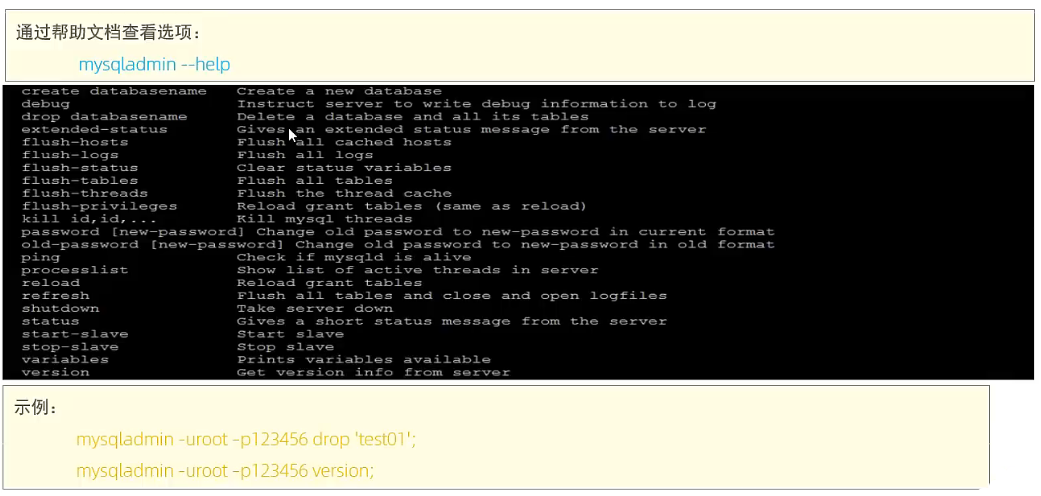 通过帮助文档查看选项：
mysqladmin --help
create databasename Create a new database
debug Instruct server to write debug information to log
drop databasename Delete a database and all its tables
extended-status Gives an extended status message from the server
flush-hosts Flush all cached hosts
flush-logs Flush all logs
flush-status Clear status variables
flush-tables Flush all tables
flush-threads Flush the thread cache
flush-privileges Reload grant tables (same as reload)
kill id,id,... Kill mysql threads
password [new-password] Change old password to new-password in current format
old-password [new-password] Change old password to new-password in old format
ping Check if mysqld is alive
processlist Show list of active threads in server
reload Reload grant tables
refresh Flush all tables and close and open logfiles
shutdown Take server down
status Gives a short status message from the server
start-slave Start slave
stop-slave Stop slave
variables Prints variables available
version Get version info from server
示例：
mysqladmin -uroot –p123456 drop 'test01';
mysqladmin -uroot –p123456 version;